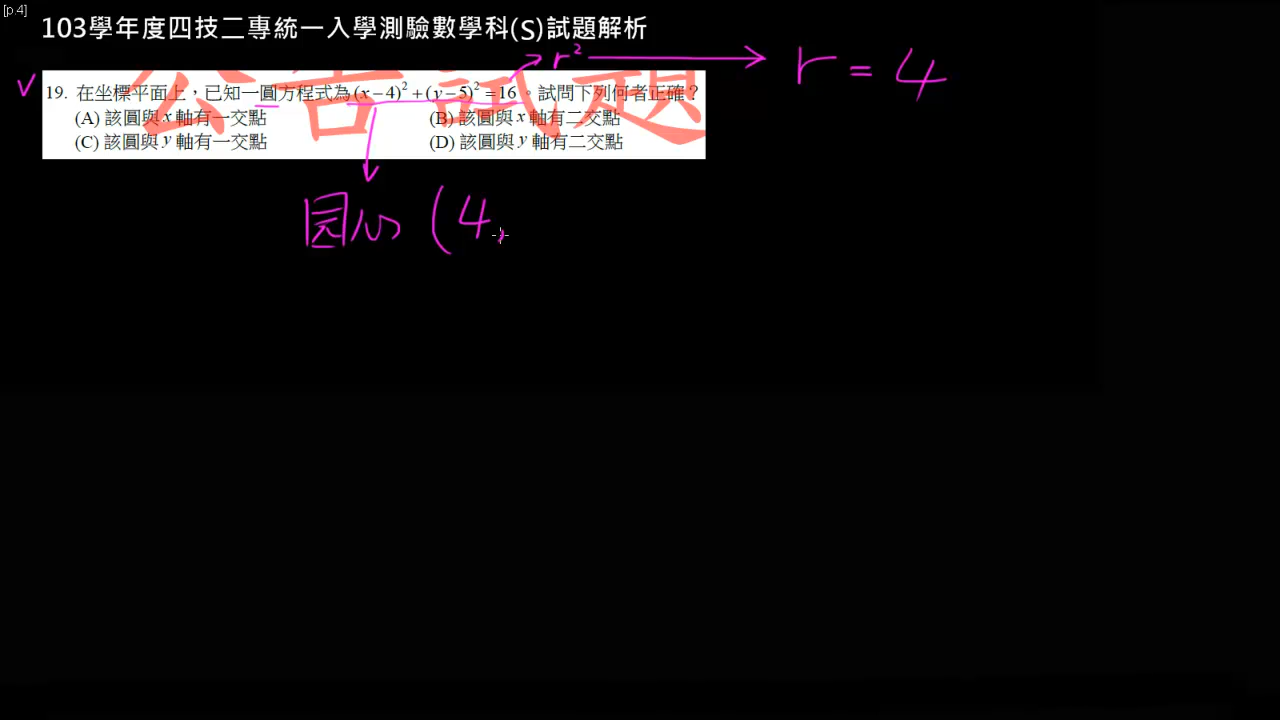 [p.4]
103學年度四技二專統一入學測驗數學科(S)試題解析
r² → r = 4
公告試題
19. 在坐標平面上，已知一圓方程式為 (x−4)²+(y−5)²=16。試問下列何者正確？
(A) 該圓與 x 軸有一交點 (B) 該圓與 x 軸有二交點
(C) 該圓與 y 軸有一交點 (D) 該圓與 y 軸有二交點
圓心 (4,